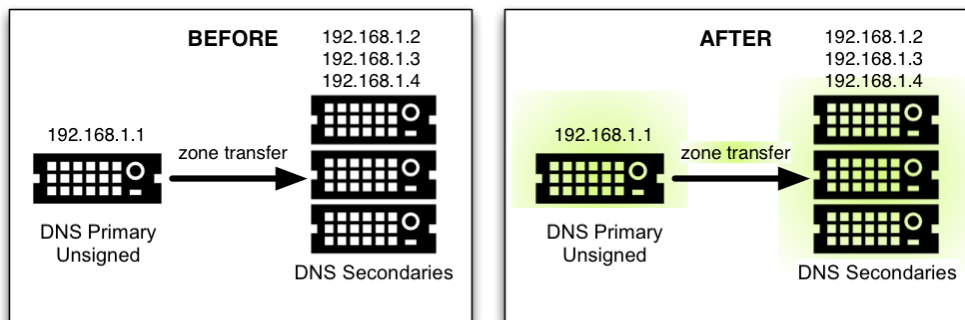 BEFORE
192.168.1.2
192.168.1.3
192.168.1.4
192.168.1.1
zone transfer
DNS Primary
Unsigned
DNS Secondaries
AFTER
192.168.1.2
192.168.1.3
192.168.1.4
192.168.1.1
zone transfer
DNS Primary
Unsigned
DNS Secondaries